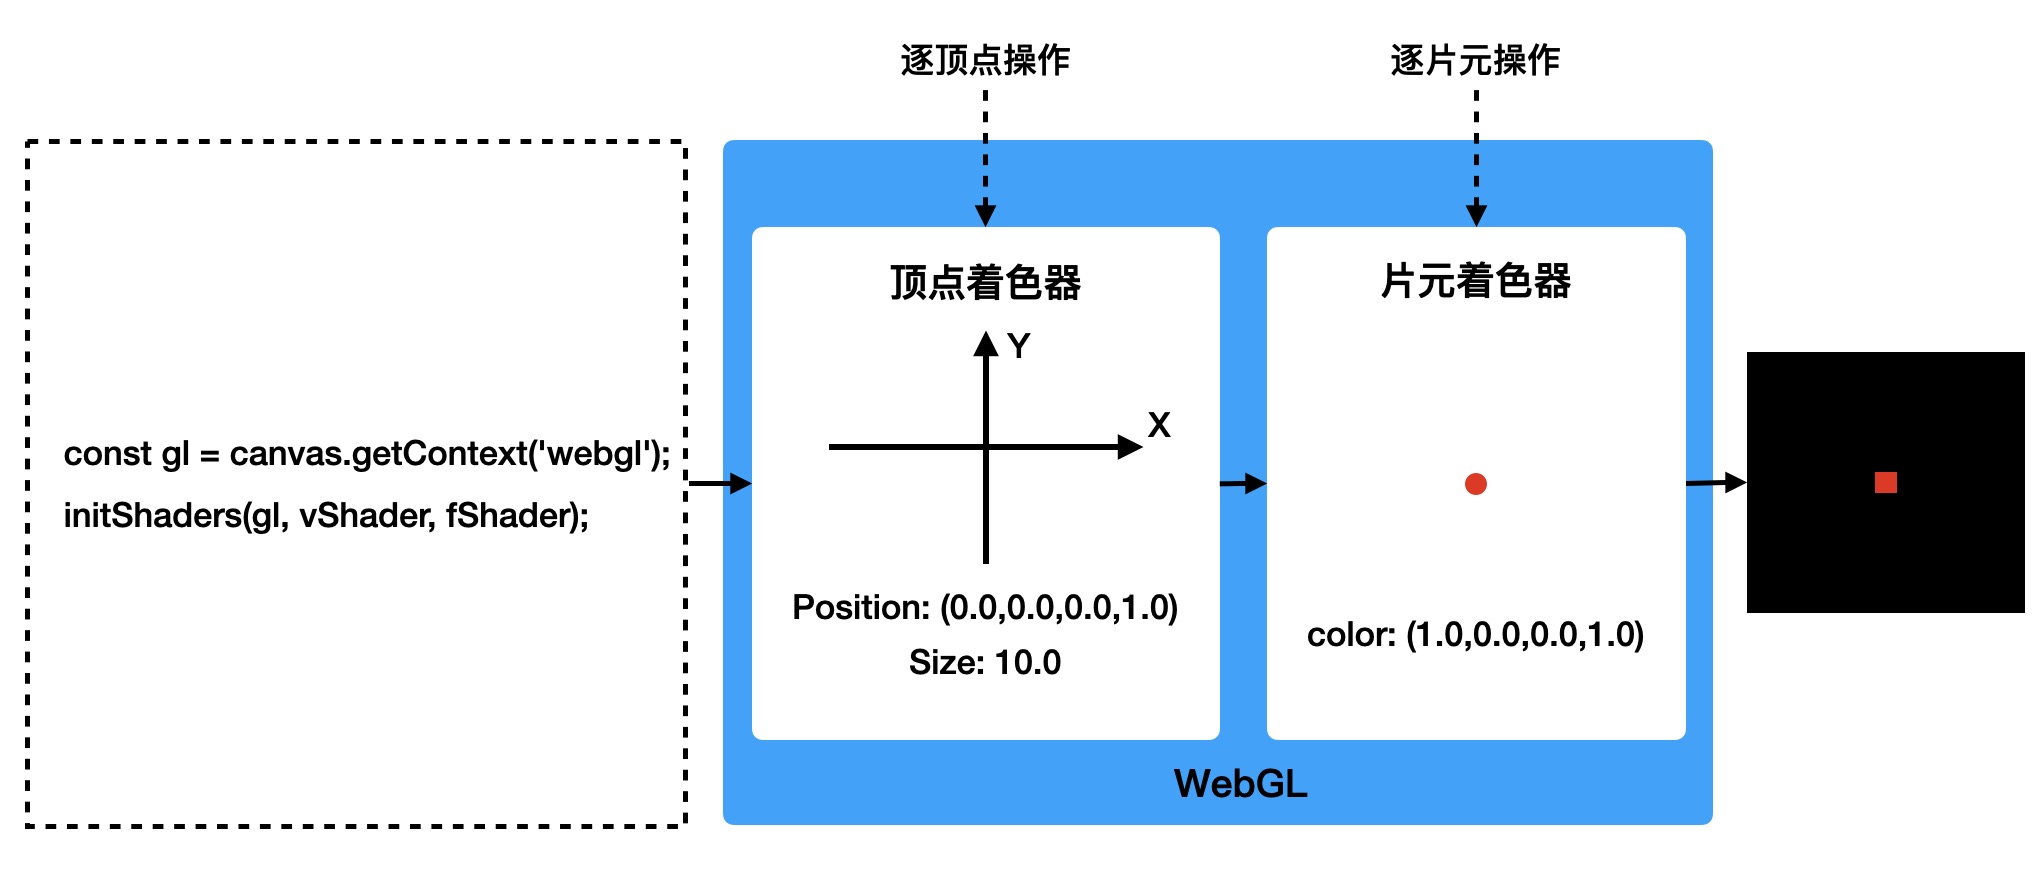 逐顶点操作
逐片元操作
const gl = canvas.getContext('webgl');
initShaders(gl, vShader, fShader);
顶点着色器
Y
X
Position: (0.0,0.0,0.0,1.0)
Size: 10.0
片元着色器
color: (1.0,0.0,0.0,1.0)
WebGL